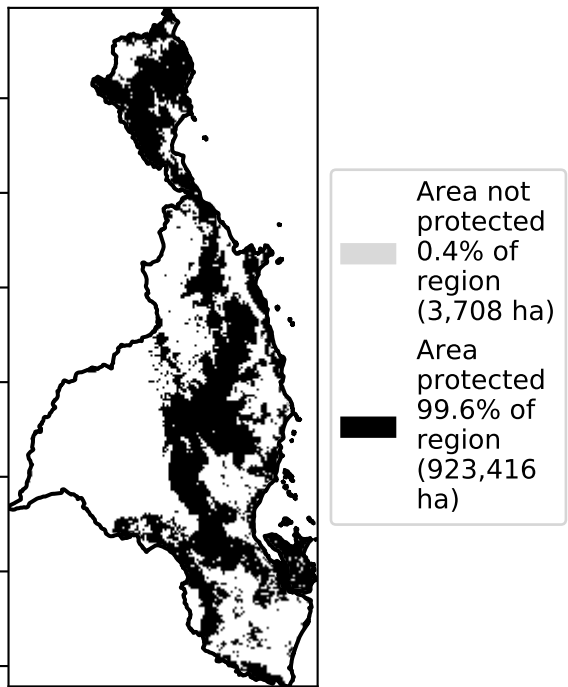 Area not
protected
0.4% of
region
(3,708 ha)
Area
protected
99.6% of
region
(923,416
ha)